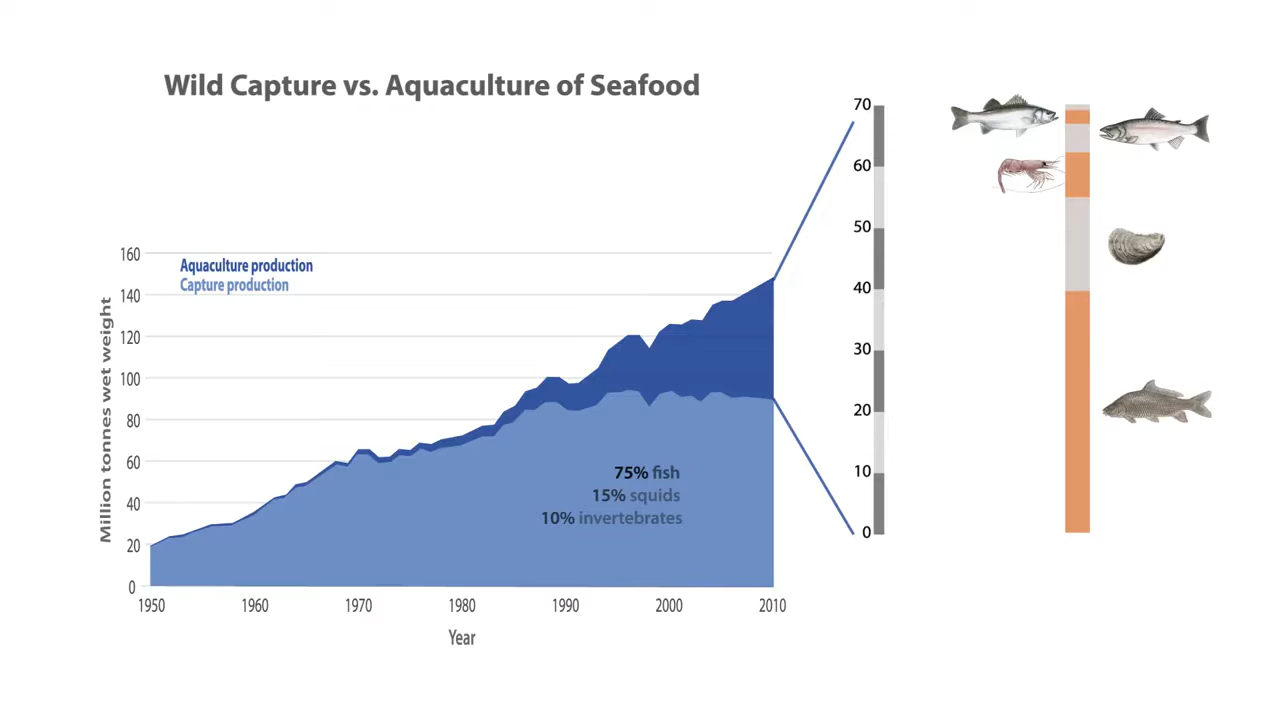 Wild Capture vs. Aquaculture of Seafood
Million tonnes wet weight
160
140
120
100
80
60
40
20
0
Aquaculture production
Capture production
75% fish
15% squids
10% invertebrates
1950 1960 1970 1980 1990 2000 2010
Year
70
60
50
40
30
20
10
0